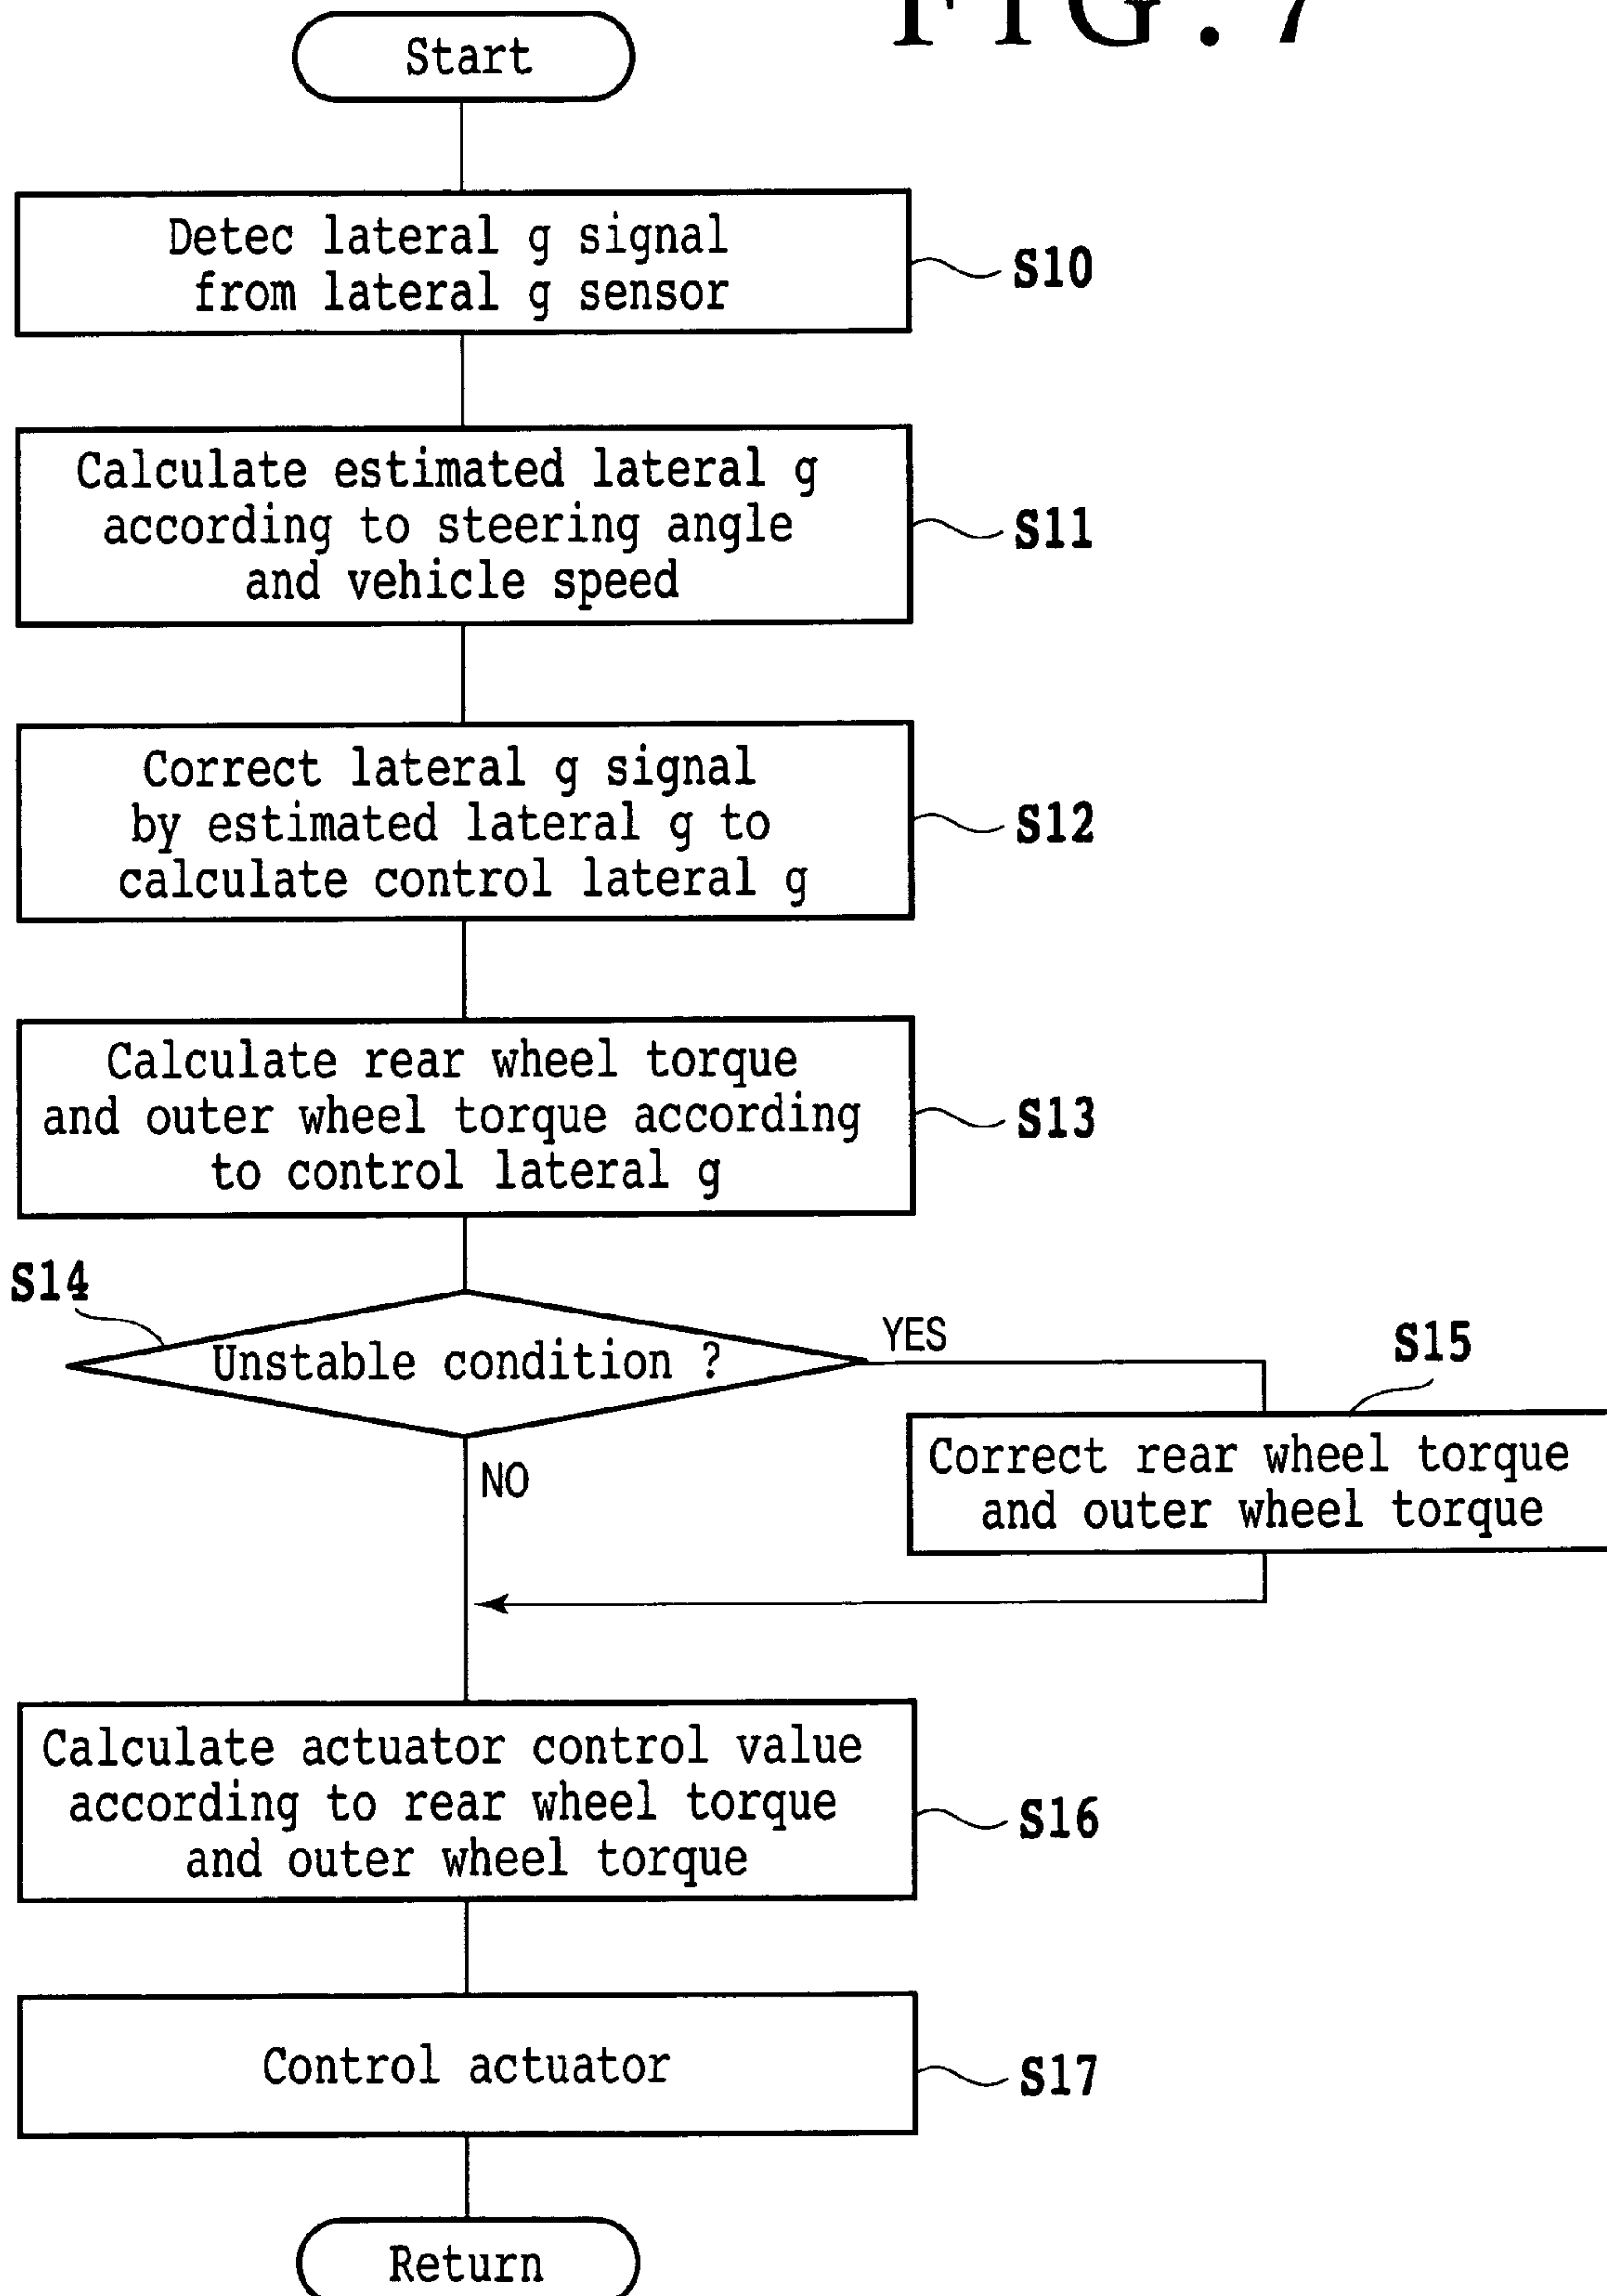 FIG. 7
Start
Detec lateral g signal
from lateral g sensor
S10
Calculate estimated lateral g
according to steering angle
and vehicle speed
S11
Correct lateral g signal
by estimated lateral g to
calculate control lateral g
S12
Calculate rear wheel torque
and outer wheel torque according
to control lateral g
S13
S14
Unstable condition ?
YES
S15
Correct rear wheel torque
and outer wheel torque
NO
Calculate actuator control value
according to rear wheel torque
and outer wheel torque
S16
Control actuator
S17
Return